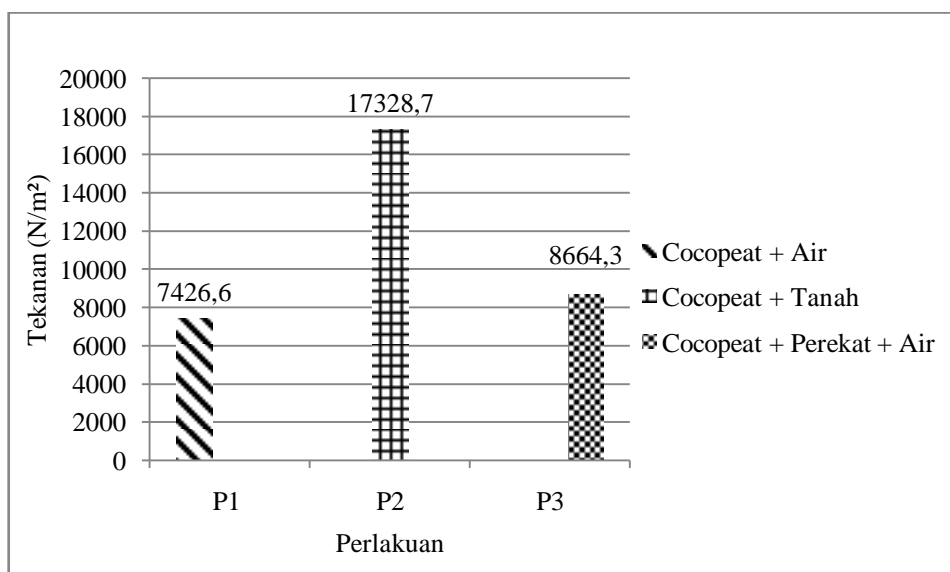 Tekanan (N/m²)
20000
18000
16000
14000
12000
10000
8000
6000
4000
2000
0
7426,6
17328,7
8664,3
P1
P2
P3
Perlakuan
Cocopeat + Air
Cocopeat + Tanah
Cocopeat + Perekat + Air